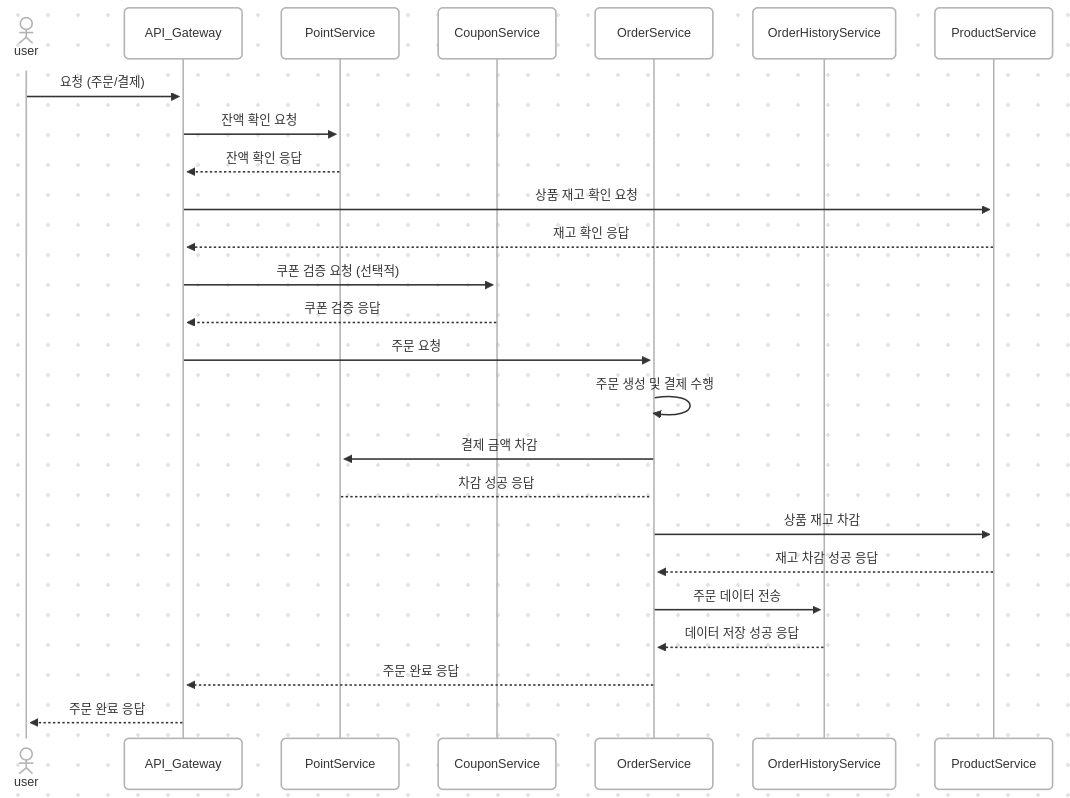 user
API_Gateway
PointService
CouponService
OrderService
OrderHistoryService
ProductService
요청 (주문/결제)
잔액 확인 요청
잔액 확인 응답
상품 재고 확인 요청
재고 확인 응답
쿠폰 검증 요청 (선택적)
쿠폰 검증 응답
주문 요청
주문 생성 및 결제 수행
결제 금액 차감
차감 성공 응답
상품 재고 차감
재고 차감 성공 응답
주문 데이터 전송
데이터 저장 성공 응답
주문 완료 응답
주문 완료 응답
user
API_Gateway
PointService
CouponService
OrderService
OrderHistoryService
ProductService